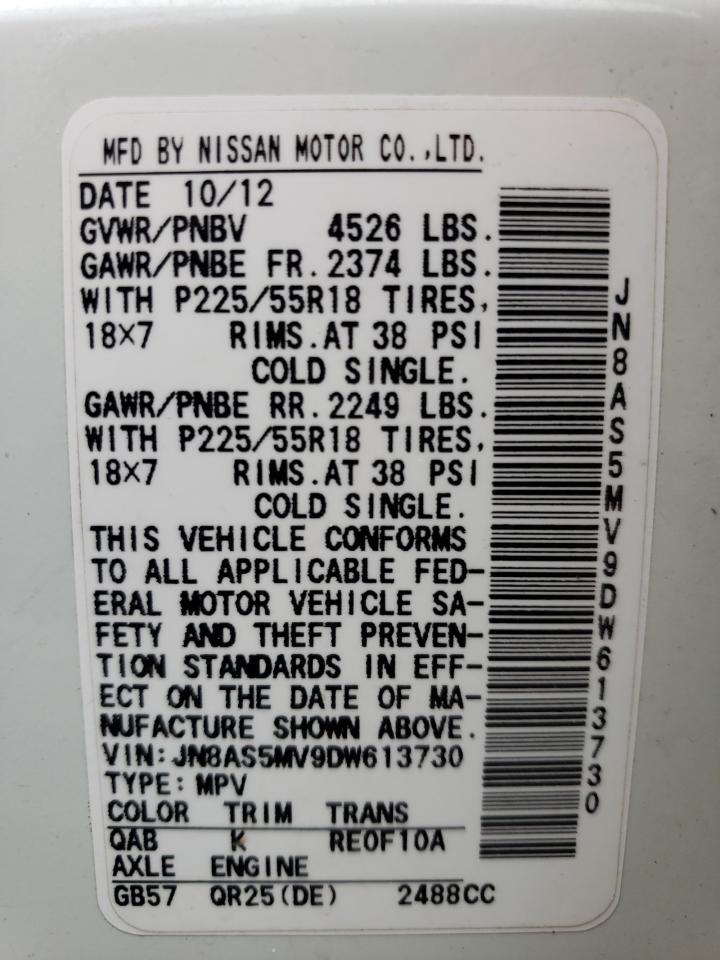 MFD BY NISSAN MOTOR CO.,LTD.
DATE 10/12
GVWR/PNBV 4526 LBS.
GAWR/PNBE FR. 2374 LBS.
WITH P225/55R18 TIRES,
18×7 RIMS. AT 38 PSI
COLD SINGLE.
GAWR/PNBE RR. 2249 LBS.
WITH P225/55R18 TIRES,
18×7 RIMS. AT 38 PSI
COLD SINGLE.
THIS VEHICLE CONFORMS
TO ALL APPLICABLE FED-
ERAL MOTOR VEHICLE SA-
FETY AND THEFT PREVEN-
TION STANDARDS IN EFF-
ECT ON THE DATE OF MA-
NUFACTURE SHOWN ABOVE.
VIN: JN8AS5MV9DW613730
TYPE: MPV
COLOR TRIM TRANS
QAB K RE0F10A
AXLE ENGINE
GB57 QR25(DE) 2488CC
JN8AS5MV9DW613730